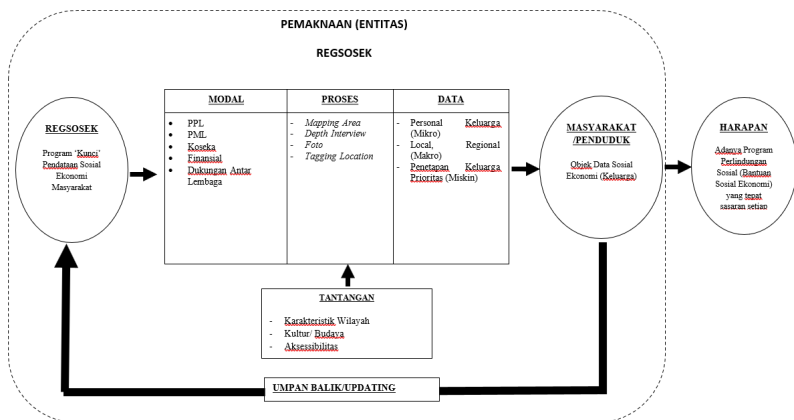 PEMAKNAAN (ENTITAS)
REGSOSEK
REGSOSEK
Program ‘Kunci’
Pendataan Sosial
Ekonomi
Masyarakat
MODAL
• PPL
• PML
• Koseka
• Finansial
• Dukungan Antar
Lembaga
PROSES
- Mapping Area
- Depth Interview
- Foto
- Tagging Location
DATA
- Personal Keluarga
(Mikro)
- Local, Regional
(Makro)
- Penetapan Keluarga
Prioritas (Miskin)
MASYARAKAT
/PENDUDUK
Objek Data Sosial
Ekonomi (Keluarga)
HARAPAN
Adanya Program
Perlindungan
Sosial (Bantuan
Sosial Ekonomi)
yang tepat
sasaran setiap
TANTANGAN
- Karakteristik Wilayah
- Kultur/ Budaya
- Aksessibilitas
UMPAN BALIK/UPDATING